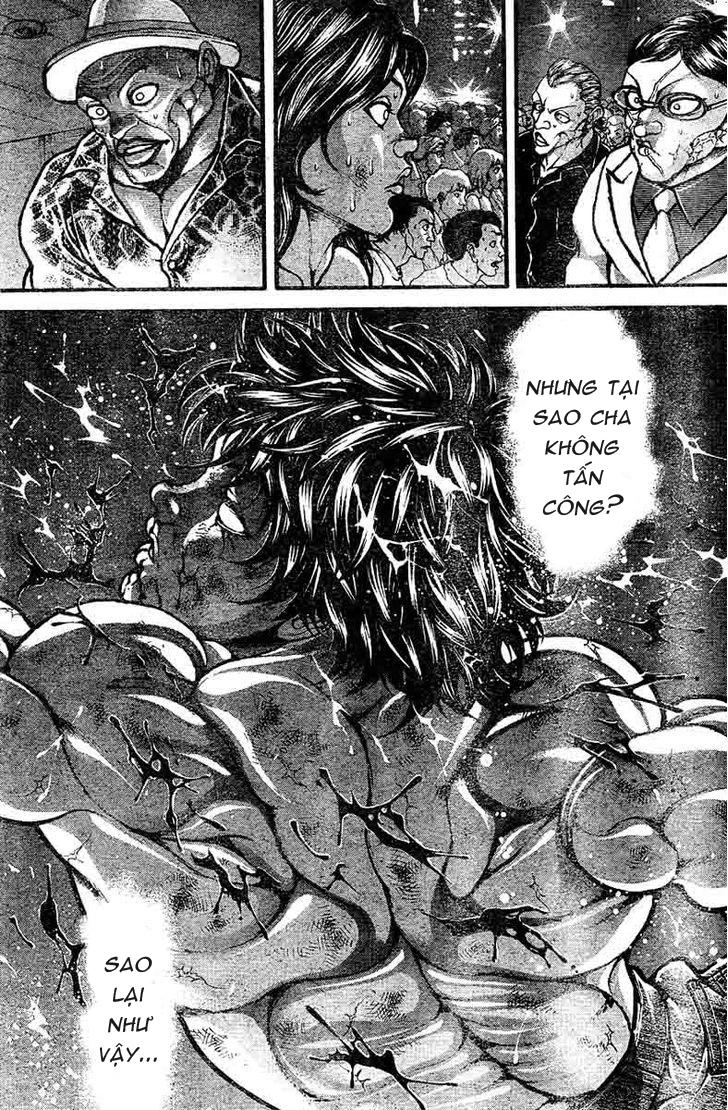 NHƯNG TẠI
SAO CHA
KHÔNG
TẤN
CÔNG?
SAO
LẠI
NHƯ
VẬY...